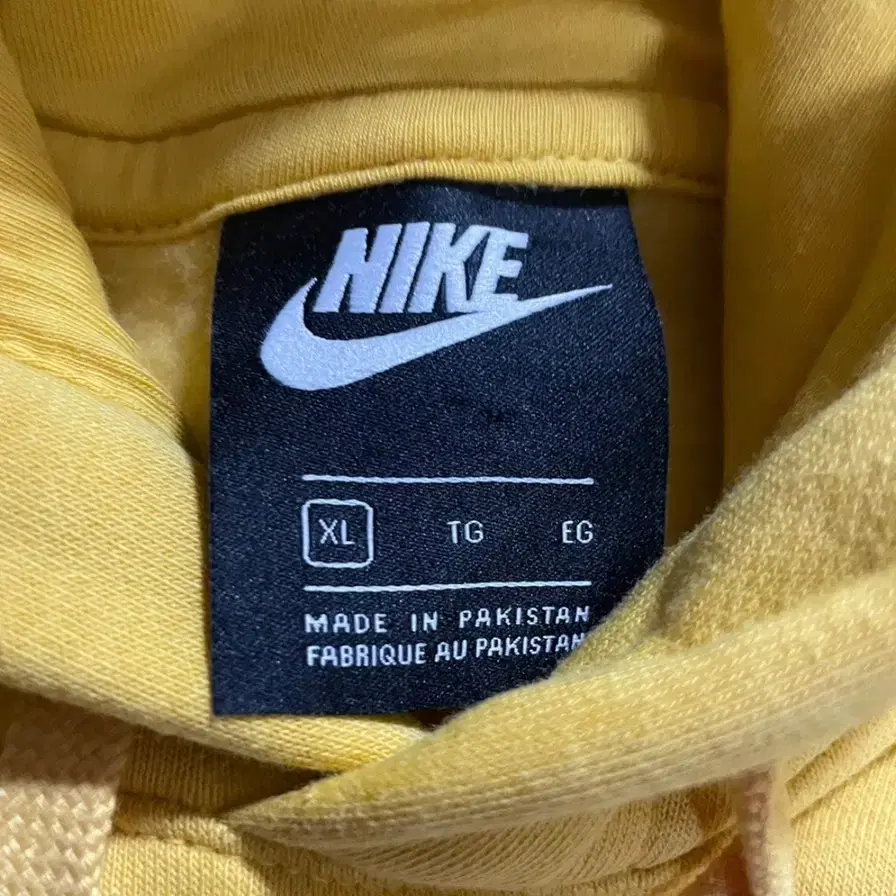 NIKE
XL TG EG
MADE IN PAKISTAN
FABRIQUE AU PAKISTAN